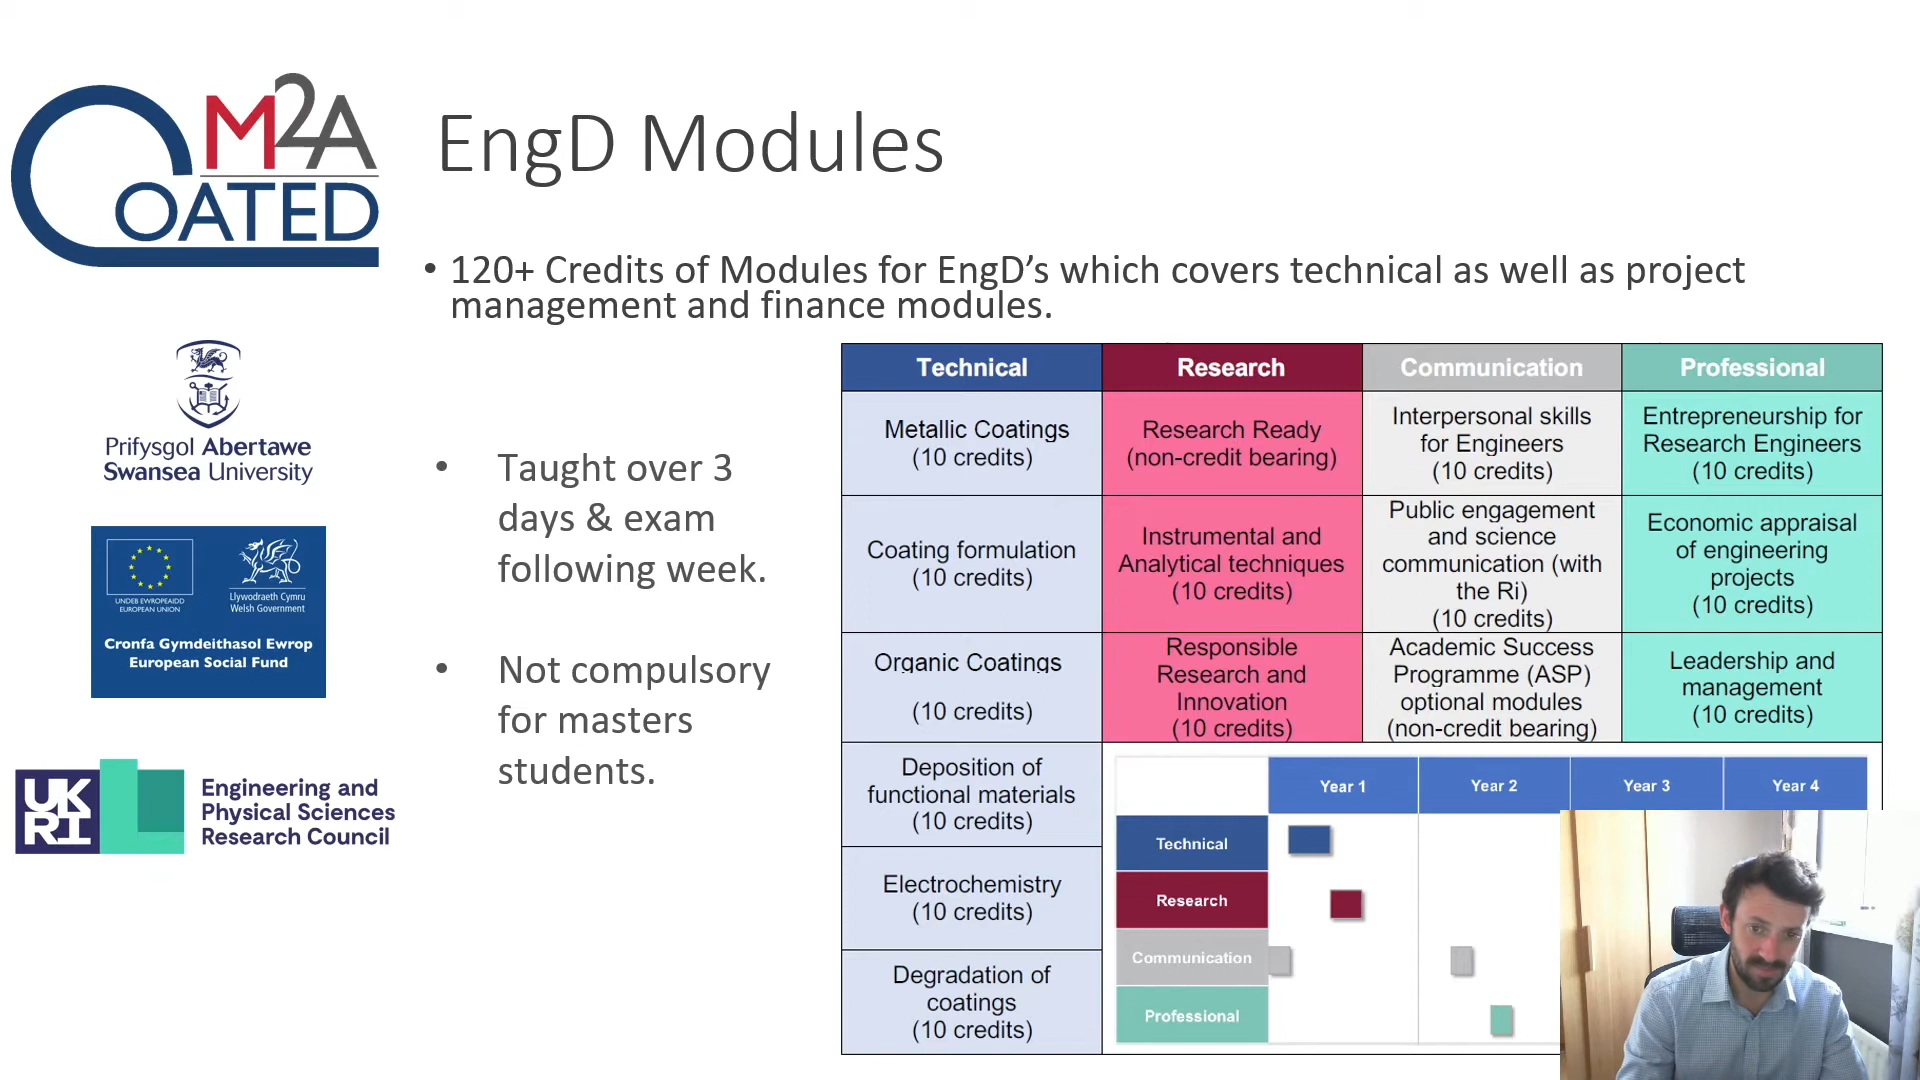 M2A
COATED
EngD Modules
• 120+ Credits of Modules for EngD’s which covers technical as well as project
management and finance modules.
Prifysgol Abertawe
Swansea University
UNDEB EWROPEAIDD
EUROPEAN UNION
Llywodraeth Cymru
Welsh Government
Cronfa Gymdeithasol Ewrop
European Social Fund
UK
RI
Engineering and
Physical Sciences
Research Council
• Taught over 3
days & exam
following week.
• Not compulsory
for masters
students.
Technical
Research
Communication
Professional
Metallic Coatings
(10 credits)
Research Ready
(non-credit bearing)
Interpersonal skills
for Engineers
(10 credits)
Entrepreneurship for
Research Engineers
(10 credits)
Coating formulation
(10 credits)
Instrumental and
Analytical techniques
(10 credits)
Public engagement
and science
communication (with
the Ri)
(10 credits)
Economic appraisal
of engineering
projects
(10 credits)
Organic Coatings
(10 credits)
Responsible
Research and
Innovation
(10 credits)
Academic Success
Programme (ASP)
optional modules
(non-credit bearing)
Leadership and
management
(10 credits)
Deposition of
functional materials
(10 credits)
Electrochemistry
(10 credits)
Degradation of
coatings
(10 credits)
Year 1
Year 2
Year 3
Year 4
Technical
Research
Communication
Professional